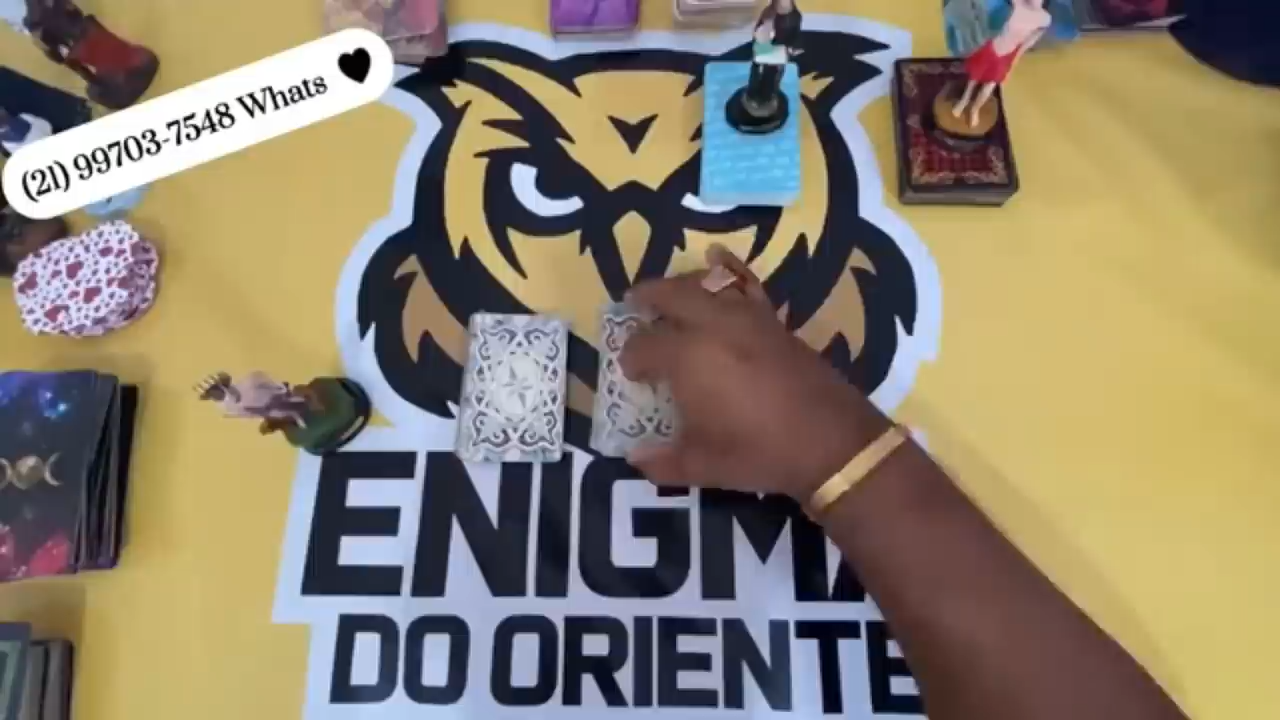 (21) 99703-7548 Whats 🖤
ENIGMA
DO ORIENTE